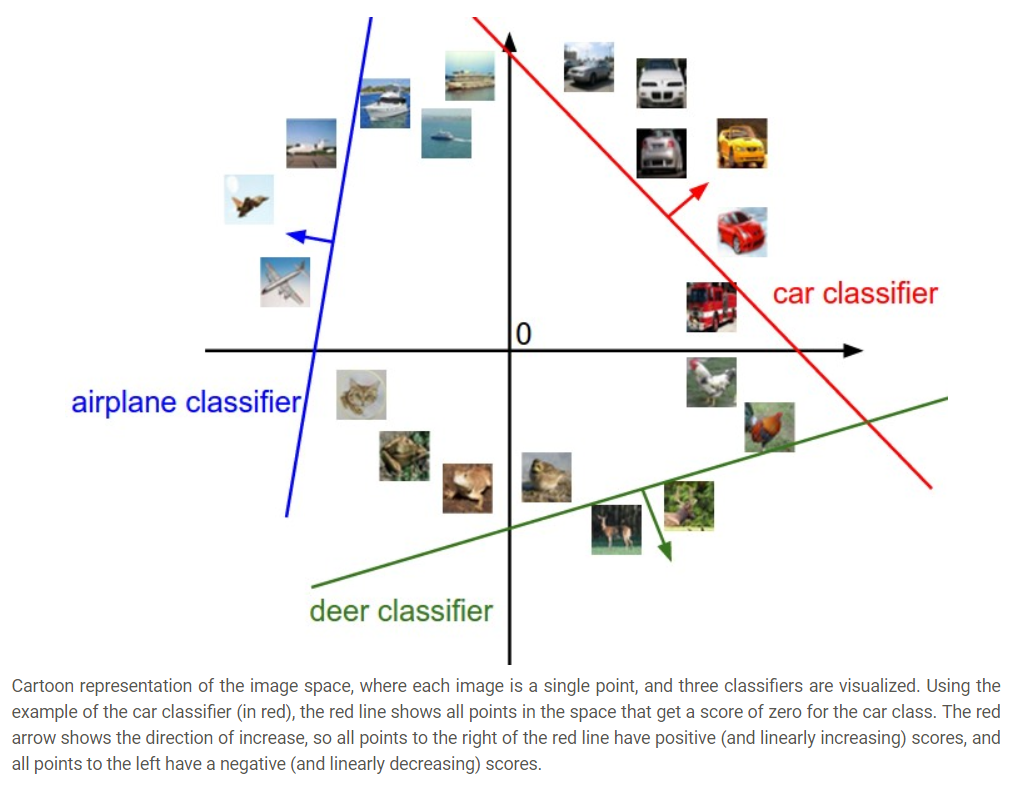 0
car classifier
airplane classifier
deer classifier
Cartoon representation of the image space, where each image is a single point, and three classifiers are visualized. Using the
example of the car classifier (in red), the red line shows all points in the space that get a score of zero for the car class. The red
arrow shows the direction of increase, so all points to the right of the red line have positive (and linearly increasing) scores, and
all points to the left have a negative (and linearly decreasing) scores.